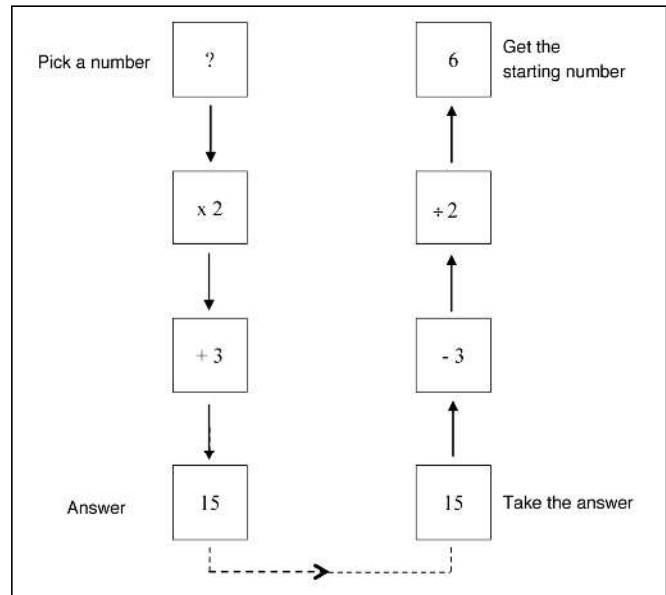 Pick a number
?
x 2
+ 3
Answer
15
6
Get the
starting number
÷ 2
- 3
15
Take the answer